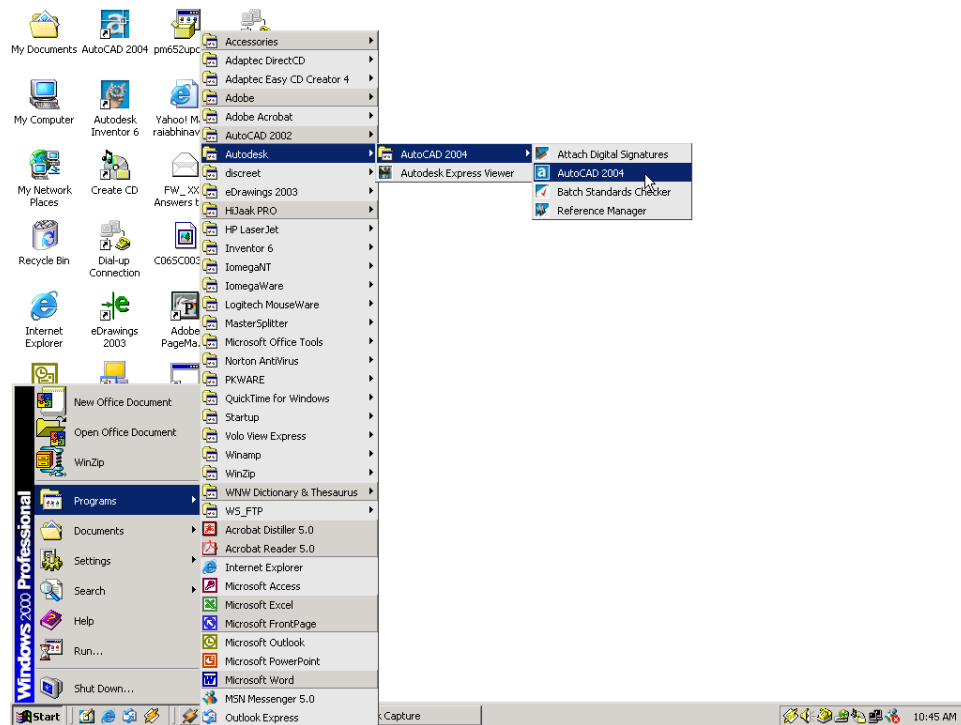 My Documents
AutoCAD 2004
pm652upd
My Computer
Autodesk
Inventor 6
Yahoo! M
raiabhinav
My Network
Places
Create CD
FW_ XX
Answers t
Recycle Bin
Dial-up
Connection
C065C003
Internet
Explorer
eDrawings
2003
Adobe
PageMa.
New Office Document
Open Office Document
WinZip
Programs
Documents
Settings
Search
Help
Run...
Shut Down...
Windows 2000 Professional
Accessories
Adaptec DirectCD
Adaptec Easy CD Creator 4
Adobe
Adobe Acrobat
AutoCAD 2002
Autodesk
discreet
eDrawings 2003
HiJaak PRO
HP LaserJet
Inventor 6
IomegaNT
IomegaWare
Logitech MouseWare
MasterSplitter
Microsoft Office Tools
Norton AntiVirus
PKWARE
QuickTime for Windows
Startup
Volo View Express
Winamp
WinZip
WNW Dictionary & Thesaurus
WS_FTP
Acrobat Distiller 5.0
Acrobat Reader 5.0
Internet Explorer
Microsoft Access
Microsoft Excel
Microsoft FrontPage
Microsoft Outlook
Microsoft PowerPoint
Microsoft Word
MSN Messenger 5.0
Outlook Express
AutoCAD 2004
Autodesk Express Viewer
Attach Digital Signatures
AutoCAD 2004
Batch Standards Checker
Reference Manager
Start
Capture
10:45 AM